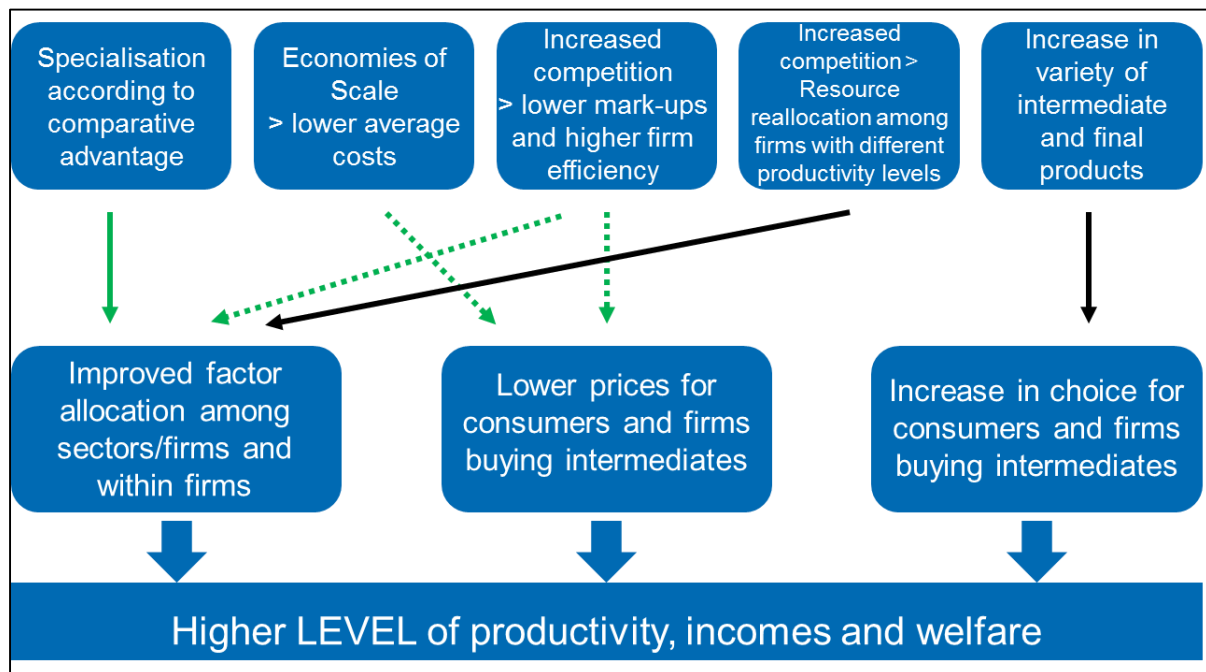 Specialisation
according to
comparative
advantage
Economies of
Scale
> lower average
costs
Increased
competition
> lower mark-ups
and higher firm
efficiency
Increased
competition >
Resource
reallocation among
firms with different
productivity levels
Increase in
variety of
intermediate
and final
products
Improved factor
allocation among
sectors/firms and
within firms
Lower prices for
consumers and firms
buying intermediates
Increase in choice for
consumers and firms
buying intermediates
Higher LEVEL of productivity, incomes and welfare